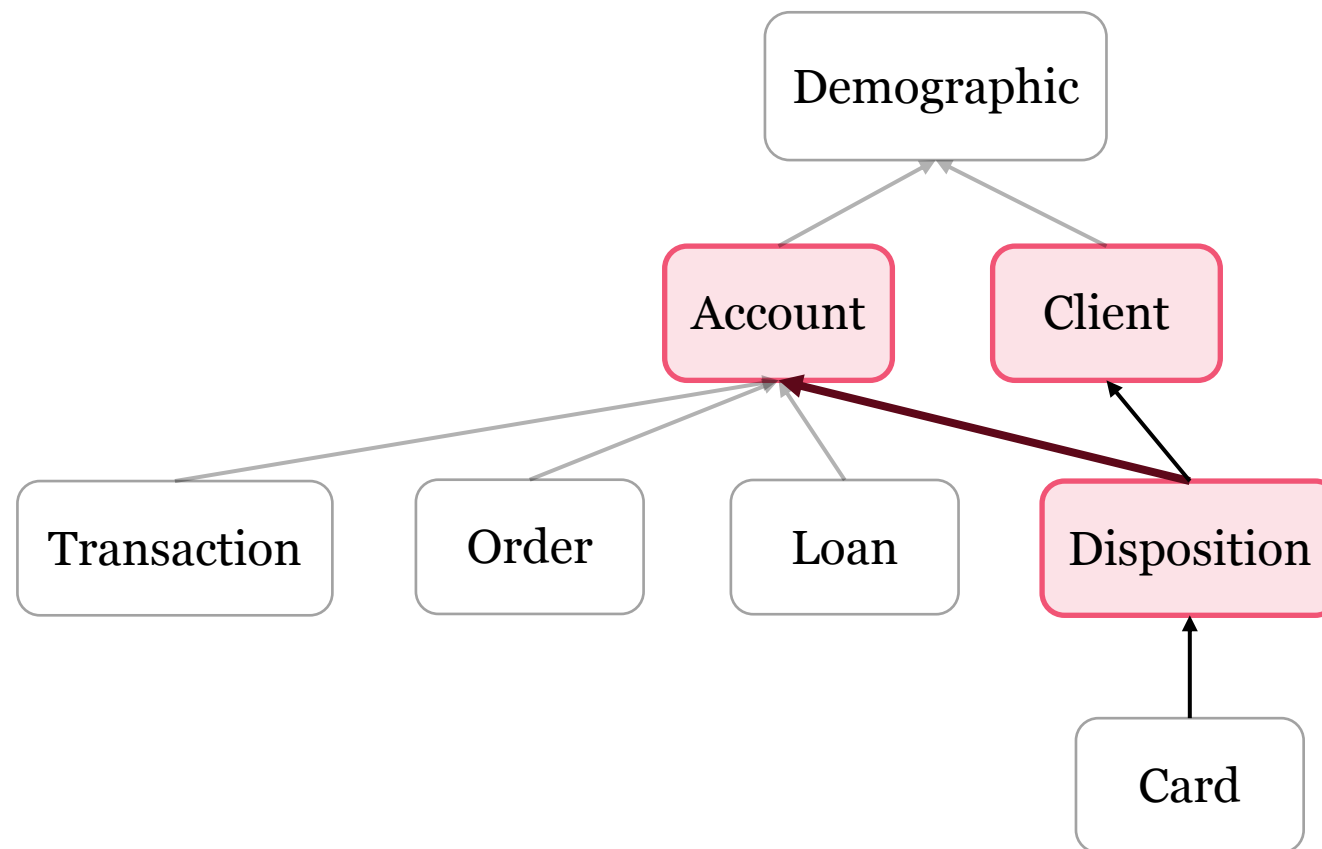 Demographic
Account
Client
Transaction
Order
Loan
Disposition
Card